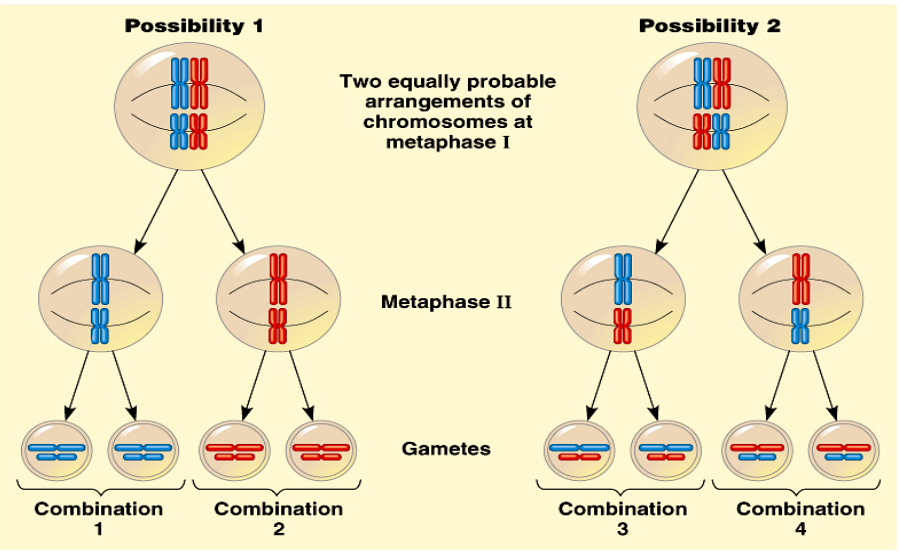 Possibility 1
Possibility 2
Two equally probable
arrangements of
chromosomes at
metaphase I
Metaphase II
Gametes
Combination
1
Combination
2
Combination
3
Combination
4